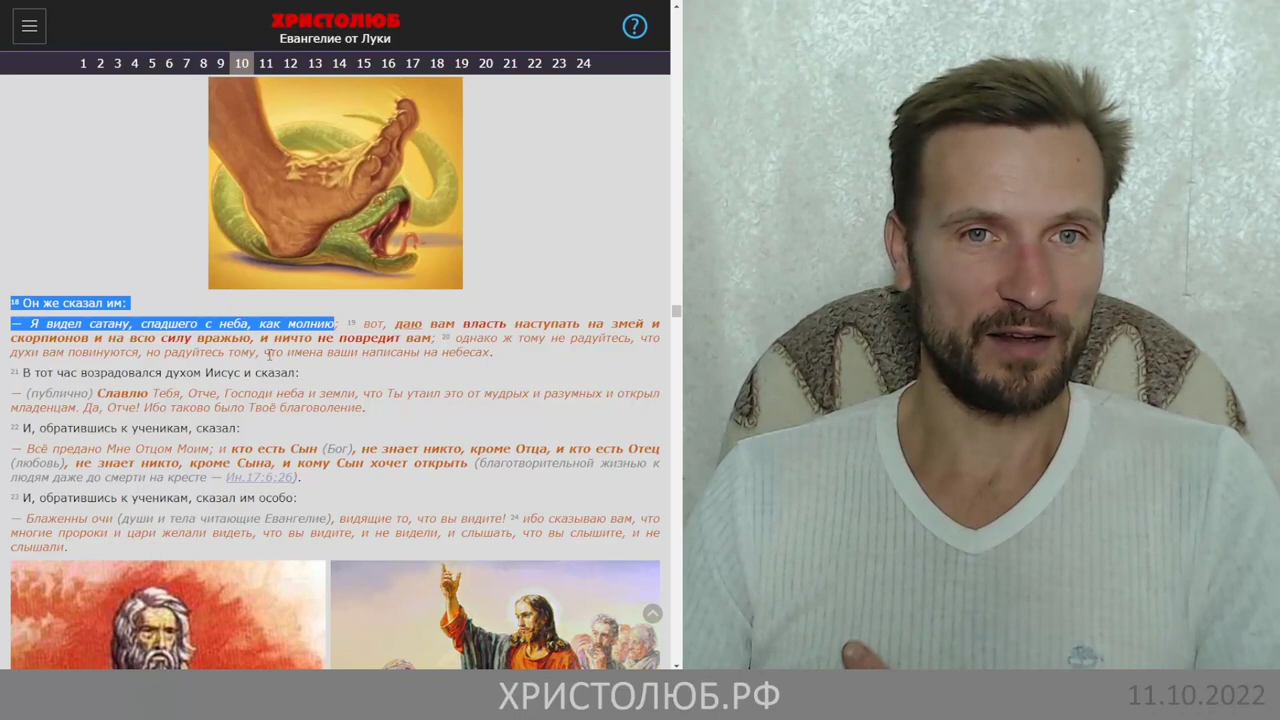 ХРИСТОЛЮБ
Евангелие от Луки
?
1 2 3 4 5 6 7 8 9 10 11 12 13 14 15 16 17 18 19 20 21 22 23 24
18 Он же сказал им:
— Я видел сатану, спадшего с неба, как молнию; 19 вот, даю вам власть наступать на змей и
скорпионов и на всю силу вражью, и ничто не повредит вам; 20 однако ж тому не радуйтесь, что
духи вам повинуются, но радуйтесь тому, что имена ваши написаны на небесах.
21 В тот час возрадовался духом Иисус и сказал:
— (публично) Славлю Тебя, Отче, Господи неба и земли, что Ты утаил это от мудрых и разумных и открыл
младенцам. Да, Отче! Ибо таково было Твоё благоволение.
22 И, обратившись к ученикам, сказал:
— Всё предано Мне Отцом Моим; и кто есть Сын (Бог), не знает никто, кроме Отца, и кто есть Отец
(любовь), не знает никто, кроме Сына, и кому Сын хочет открыть (благотворительной жизнью к
людям даже до смерти на кресте — Ин.17:6;26).
23 И, обратившись к ученикам, сказал им особо:
— Блаженны очи (души и тела читающие Евангелие), видящие то, что вы видите! 24 ибо сказываю вам, что
многие пророки и цари желали видеть, что вы видите, и не видели, и слышать, что вы слышите, и не
слышали.
ХРИСТОЛЮБ.РФ
11.10.2022